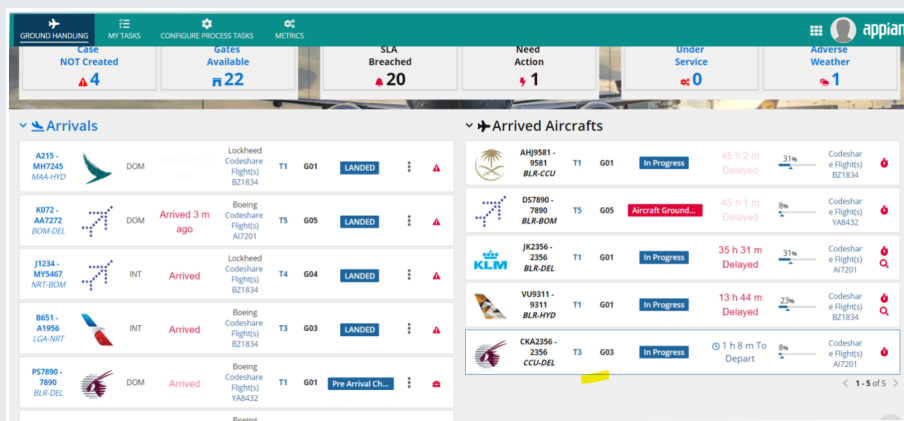 GROUND HANDLING
MY TASKS
CONFIGURE PROCESS TASKS
METRICS
appian
Case
NOT Created
4
Gates
Available
22
SLA
Breached
20
Need
Action
1
Under
Service
0
Adverse
Weather
1
Arrivals
A215 -
MH7245
MAA-HYD
DOM
Arrived 3 m
ago
Lockheed
Codeshare
Flight(s)
BZ1834
T1
G01
LANDED
K072 -
AA7272
BOM-DEL
DOM
Arrived 3 m
ago
Boeing
Codeshare
Flight(s)
AI7201
T5
G05
LANDED
J1234 -
MY5467
NRT-BOM
INT
Arrived
Lockheed
Codeshare
Flight(s)
BZ1834
T4
G04
LANDED
B651 -
A1956
LGA-NRT
INT
Arrived
Boeing
Codeshare
Flight(s)
BZ1834
T3
G03
LANDED
PS7890 -
7890
BLR-DEL
DOM
Arrived
Boeing
Codeshare
Flight(s)
YA8432
T1
G01
Pre Arrival Ch...
Boeing
Arrived Aircrafts
AHJ9581 -
9581
BLR-CCU
T1
G01
In Progress
45 h 2 m
Delayed
31%
Codeshar
e Flight(s)
BZ1834
DS7890 -
7890
BLR-BOM
T5
G05
Aircraft Ground...
45 h 1 m
Delayed
8%
Codeshar
e Flight(s)
YA8432
KLM
JK2356 -
2356
BLR-DEL
T1
G01
In Progress
35 h 31 m
Delayed
31%
Codeshar
e Flight(s)
AI7201
VU9311 -
9311
BLR-HYD
T1
G01
In Progress
13 h 44 m
Delayed
23%
Codeshar
e Flight(s)
BZ1834
CKA2356 -
2356
CCU-DEL
T3
G03
In Progress
1 h 8 m To
Depart
8%
Codeshar
e Flight(s)
AI7201
1 - 5 of 5